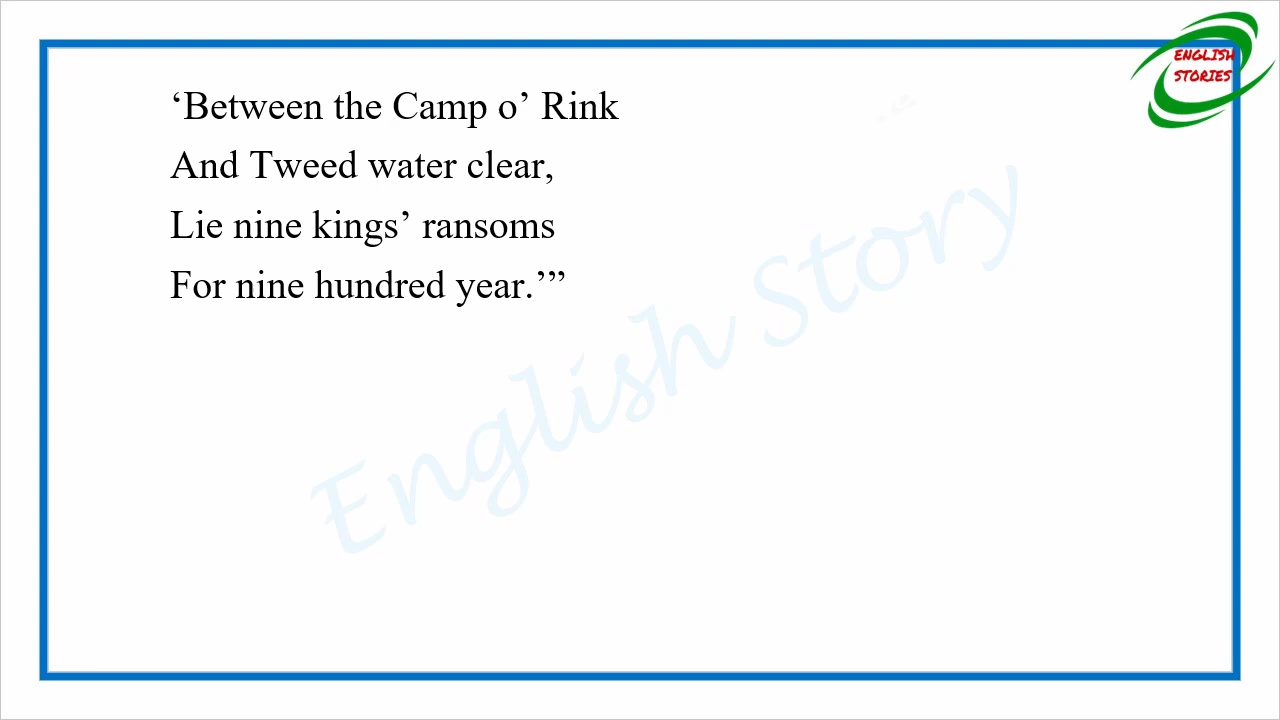 ENGLISH
STORIES
‘Between the Camp o’ Rink
And Tweed water clear,
Lie nine kings’ ransoms
For nine hundred year.’”
English Story